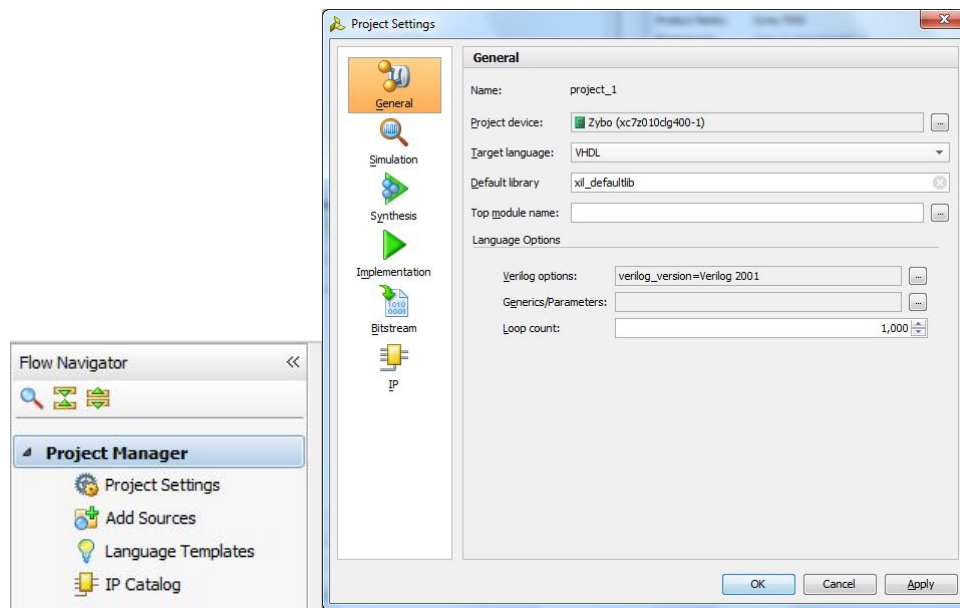 Project Settings
General
Simulation
Synthesis
Implementation
Bitstream
IP
General
Name: project_1
Project device: Zybo (xc7z010clg400-1) ...
Target language: VHDL
Default library xil_defaultlib
Top module name: ...
Language Options
Verilog options: verilog_version=Verilog 2001 ...
Generics/Parameters: ...
Loop count: 1,000
OK Cancel Apply
Flow Navigator
Project Manager
Project Settings
Add Sources
Language Templates
IP Catalog